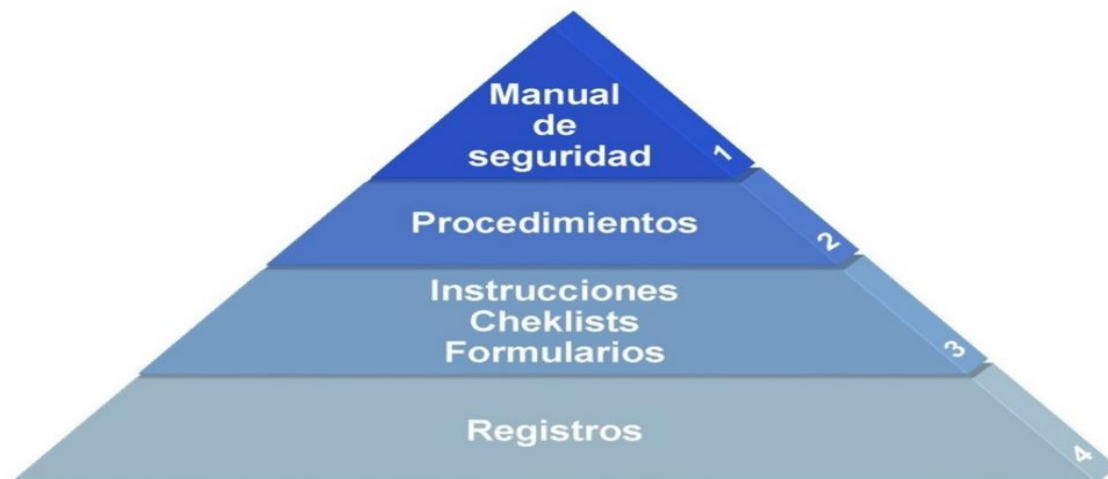 Manual
de
seguridad
1
Procedimientos
2
Instrucciones
Cheklists
Formularios
3
Registros
4